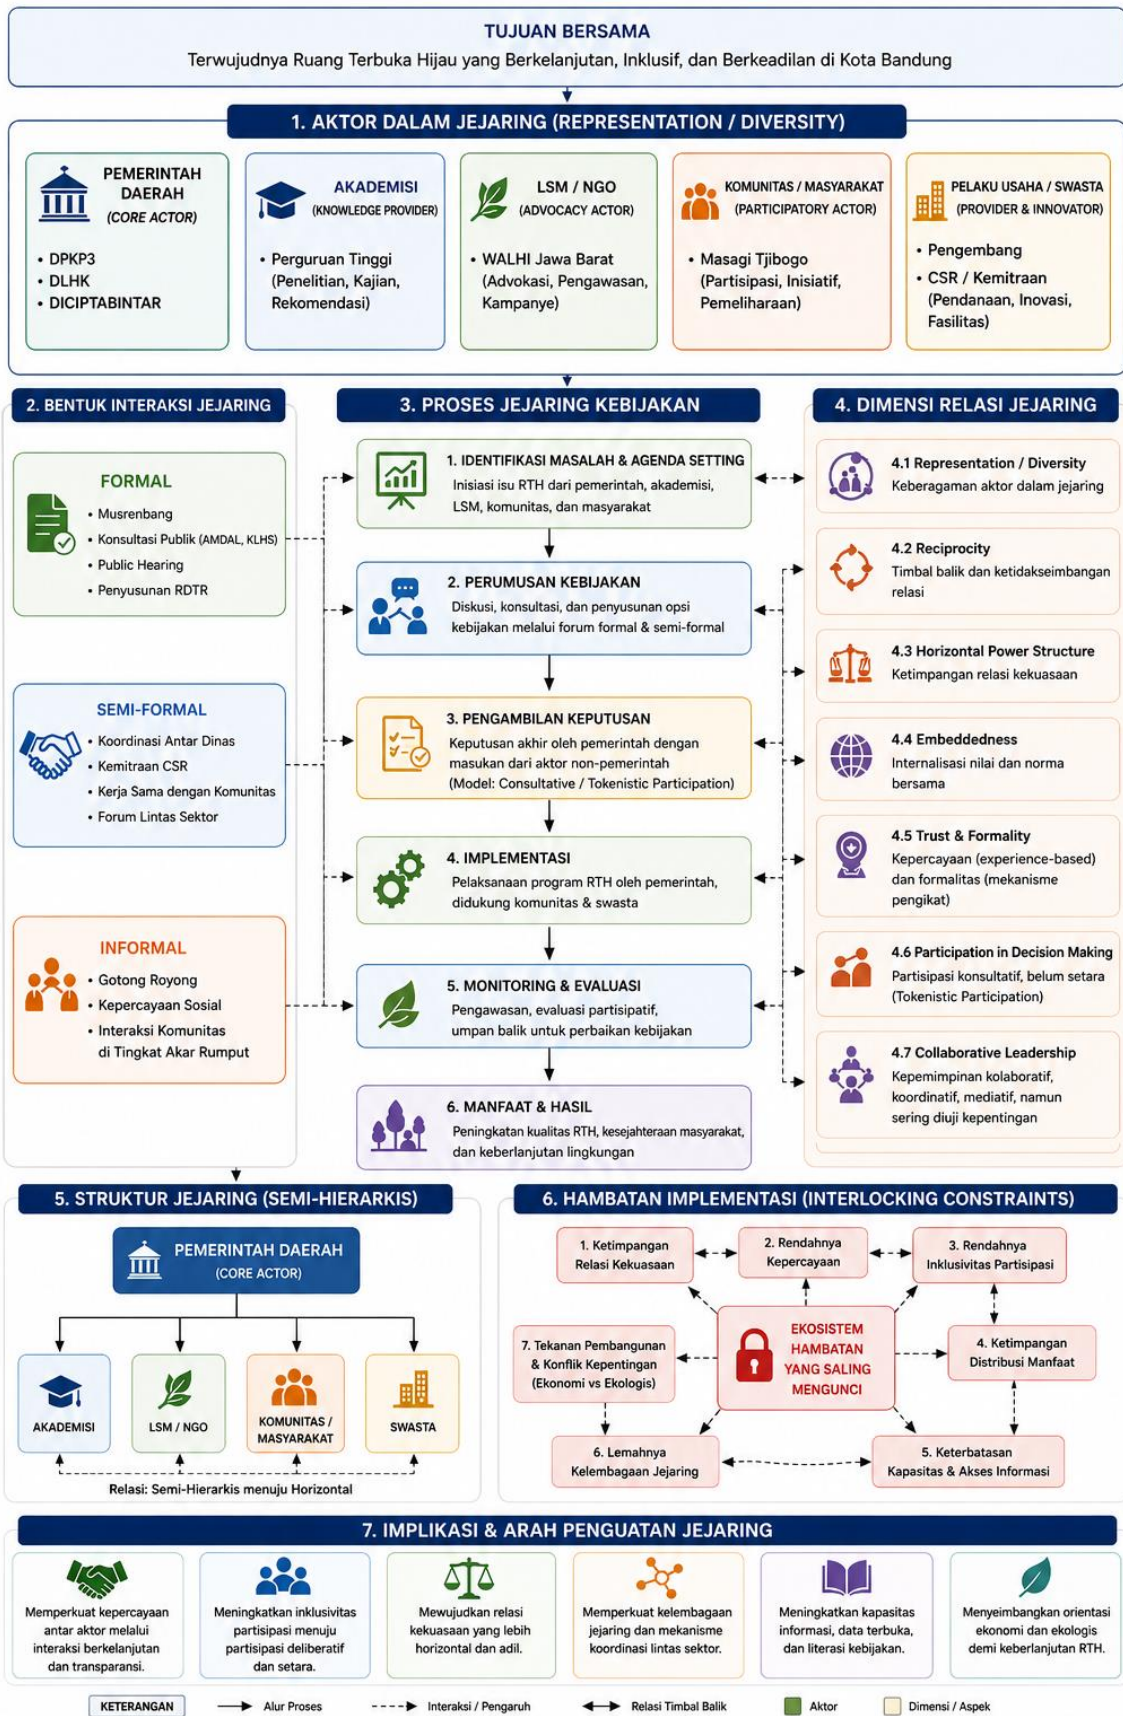 TUJUAN BERSAMA
Terwujudnya Ruang Terbuka Hijau yang Berkelanjutan, Inklusif, dan Berkeadilan di Kota Bandung
1. AKTOR DALAM JEJARING (REPRESENTATION / DIVERSITY)
PEMERINTAH
DAERAH
(CORE ACTOR)
• DPKP3
• DLHK
• DICIPTABINTAR
AKADEMISI
(KNOWLEDGE PROVIDER)
• Perguruan Tinggi
(Penelitian, Kajian,
Rekomendasi)
LSM / NGO
(ADVOCACY ACTOR)
• WALHI Jawa Barat
(Advokasi, Pengawasan,
Kampanye)
KOMUNITAS / MASYARAKAT
(PARTICIPATORY ACTOR)
• Masagi Tjibogo
(Partisipasi, Inisiatif,
Pemeliharaan)
PELAKU USAHA / SWASTA
(PROVIDER & INNOVATOR)
• Pengembang
• CSR / Kemitraan
(Pendanaan, Inovasi,
Fasilitas)
2. BENTUK INTERAKSI JEJARING
FORMAL
• Musrenbang
• Konsultasi Publik (AMDAL, KLHS)
• Public Hearing
• Penyusunan RDTR
SEMI-FORMAL
• Koordinasi Antar Dinas
• Kemitraan CSR
• Kerja Sama dengan Komunitas
• Forum Lintas Sektor
INFORMAL
• Gotong Royong
• Kepercayaan Sosial
• Interaksi Komunitas
di Tingkat Akar Rumput
3. PROSES JEJARING KEBIJAKAN
1. IDENTIFIKASI MASALAH & AGENDA SETTING
Inisiasi isu RTH dari pemerintah, akademisi,
LSM, komunitas, dan masyarakat
2. PERUMUSAN KEBIJAKAN
Diskusi, konsultasi, dan penyusunan opsi
kebijakan melalui forum formal & semi-formal
3. PENGAMBILAN KEPUTUSAN
Keputusan akhir oleh pemerintah dengan
masukan dari aktor non-pemerintah
(Model: Consultative / Tokenistic Participation)
4. IMPLEMENTASI
Pelaksanaan program RTH oleh pemerintah,
didukung komunitas & swasta
5. MONITORING & EVALUASI
Pengawasan, evaluasi partisipatif,
umpan balik untuk perbaikan kebijakan
6. MANFAAT & HASIL
Peningkatan kualitas RTH, kesejahteraan masyarakat,
dan keberlanjutan lingkungan
4. DIMENSI RELASI JEJARING
4.1 Representation / Diversity
Keberagaman aktor dalam jejaring
4.2 Reciprocity
Timbal balik dan ketidakseimbangan
relasi
4.3 Horizontal Power Structure
Ketimpangan relasi kekuasaan
4.4 Embeddedness
Internalisasi nilai dan norma
bersama
4.5 Trust & Formality
Kepercayaan (experience-based)
dan formalitas (mekanisme
pengikat)
4.6 Participation in Decision Making
Partisipasi konsultatif, belum setara
(Tokenistic Participation)
4.7 Collaborative Leadership
Kepemimpinan kolaboratif,
koordinatif, mediatif, namun
sering diuji kepentingan
5. STRUKTUR JEJARING (SEMI-HIERARKIS)
PEMERINTAH DAERAH
(CORE ACTOR)
AKADEMISI
LSM / NGO
KOMUNITAS /
MASYARAKAT
SWASTA
Relasi: Semi-Hierarkis menuju Horizontal
6. HAMBATAN IMPLEMENTASI (INTERLOCKING CONSTRAINTS)
1. Ketimpangan
Relasi Kekuasaan
2. Rendahnya
Kepercayaan
3. Rendahnya
Inklusivitas Partisipasi
7. Tekanan Pembangunan
& Konflik Kepentingan
(Ekonomi vs Ekologis)
EKOSISTEM
HAMBATAN
YANG SALING
MENGUNCI
4. Ketimpangan
Distribusi Manfaat
6. Lemahnya
Kelembagaan Jejaring
5. Keterbatasan
Kapasitas & Akses Informasi
7. IMPLIKASI & ARAH PENGUATAN JEJARING
Memperkuat kepercayaan
antar aktor melalui
interaksi berkelanjutan
dan transparansi.
Meningkatkan inklusivitas
partisipasi menuju
partisipasi deliberatif
dan setara.
Mewujudkan relasi
kekuasaan yang lebih
horizontal dan adil.
Memperkuat kelembagaan
jejaring dan mekanisme
koordinasi lintas sektor.
Meningkatkan kapasitas
informasi, data terbuka,
dan literasi kebijakan.
Menyeimbangkan orientasi
ekonomi dan ekologis
demi keberlanjutan RTH.
KETERANGAN
Alur Proses
Interaksi / Pengaruh
Relasi Timbal Balik
Aktor
Dimensi / Aspek